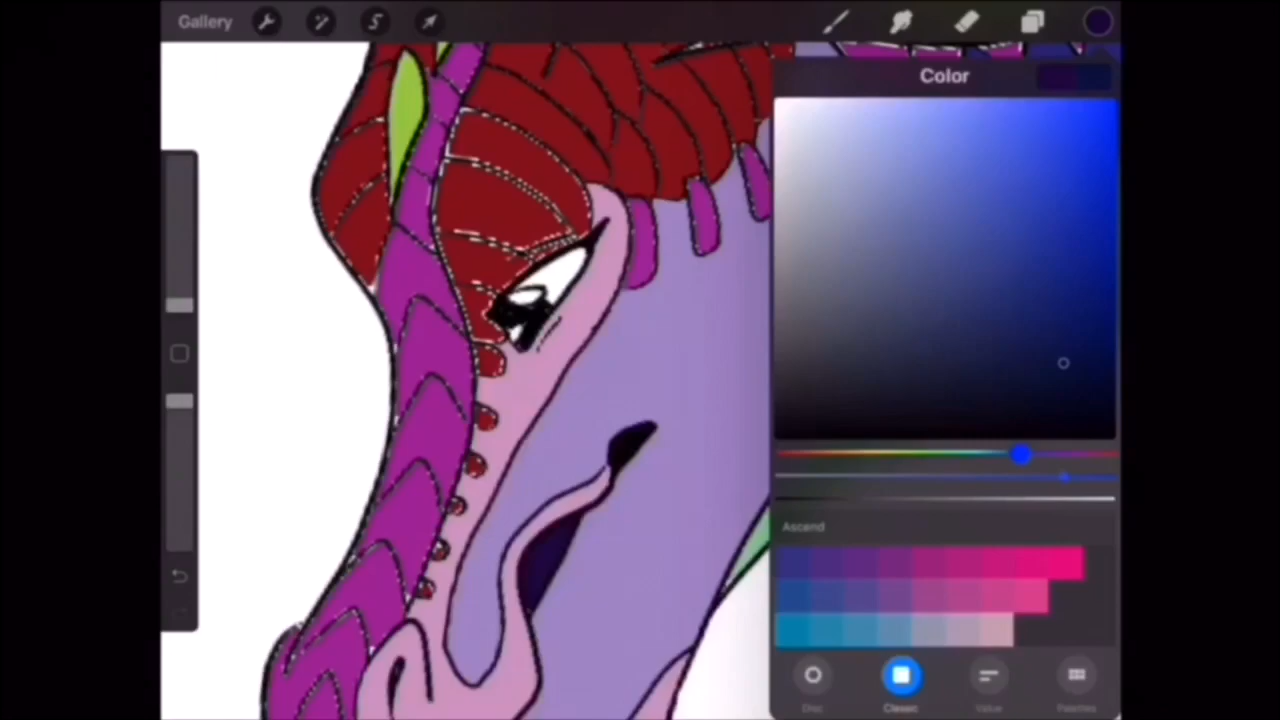 Gallery
Color
Ascend
Disc
Classic
Value
Palettes